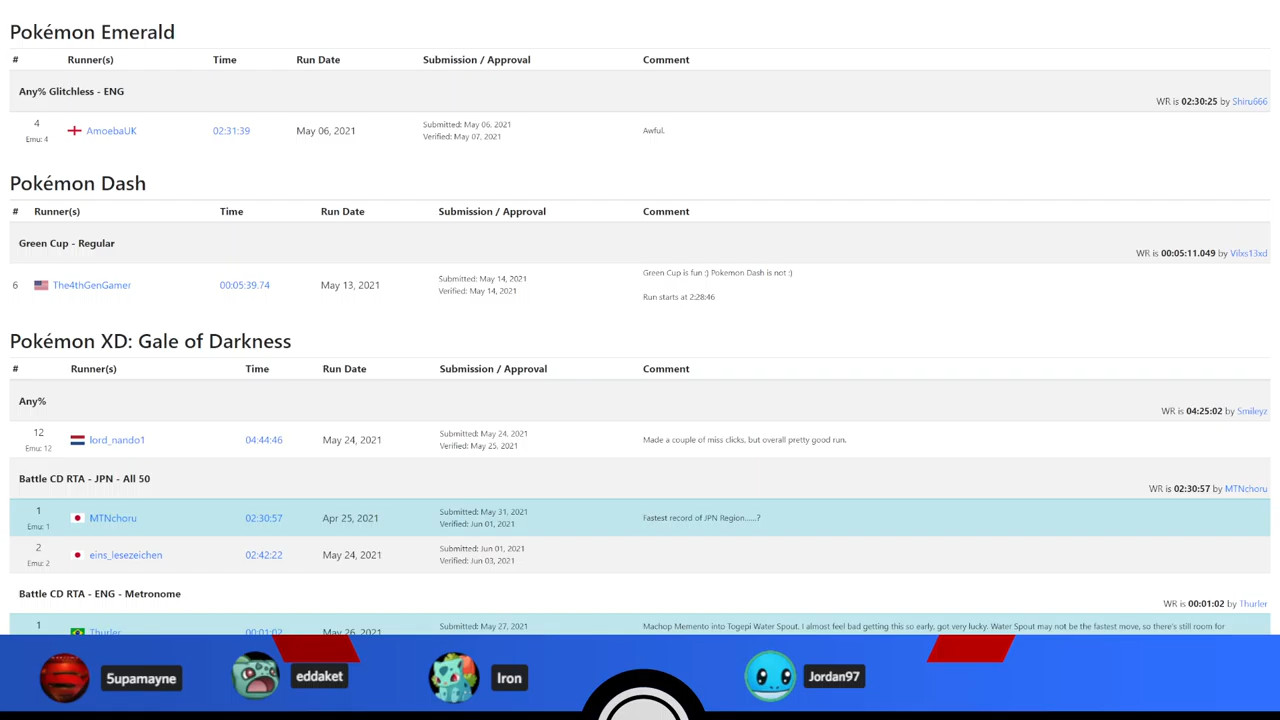 Pokémon Emerald
# Runner(s) Time Run Date Submission / Approval Comment
Any% Glitchless - ENG
WR is 02:30:25 by Shiru666
4
Emu: 4
AmoebaUK 02:31:39 May 06, 2021
Submitted: May 06, 2021
Verified: May 07, 2021
Awful.
Pokémon Dash
# Runner(s) Time Run Date Submission / Approval Comment
Green Cup - Regular
WR is 00:05:11.049 by Vilxs13xd
6 The4thGenGamer 00:05:39.74 May 13, 2021
Submitted: May 14, 2021
Verified: May 14, 2021
Green Cup is fun :) Pokemon Dash is not :)
Run starts at 2:28:46
Pokémon XD: Gale of Darkness
# Runner(s) Time Run Date Submission / Approval Comment
Any%
WR is 04:25:02 by Smileyz
12
Emu: 12
lord_nando1 04:44:46 May 24, 2021
Submitted: May 24, 2021
Verified: May 25, 2021
Made a couple of miss clicks, but overall pretty good run.
Battle CD RTA - JPN - All 50
WR is 02:30:57 by MTNchoru
1
Emu: 1
MTNchoru 02:30:57 Apr 25, 2021
Submitted: May 31, 2021
Verified: Jun 01, 2021
Fastest record of JPN Region......?
2
Emu: 2
eins_lesezeichen 02:42:22 May 24, 2021
Submitted: Jun 01, 2021
Verified: Jun 03, 2021
Battle CD RTA - ENG - Metronome
WR is 00:01:02 by Thurler
1
Thurler 00:01:02 May 26, 2021
Submitted: May 27, 2021
Machop Memento into Togepi Water Spout. I almost feel bad getting this so early, got very lucky. Water Spout may not be the fastest move, so there's still room for
5upamayne eddaket Iron Jordan97